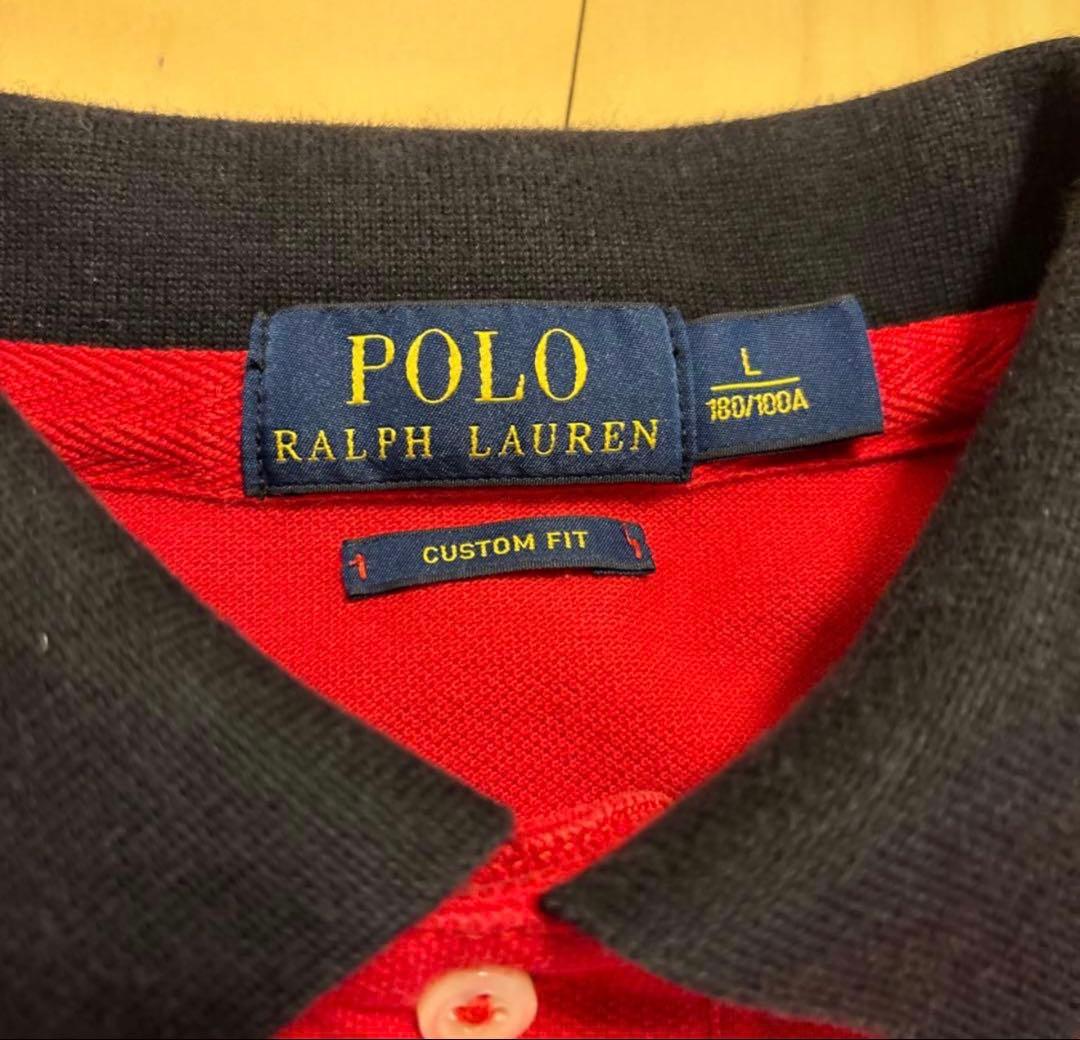 POLO
RALPH LAUREN
L
180/100A
CUSTOM FIT